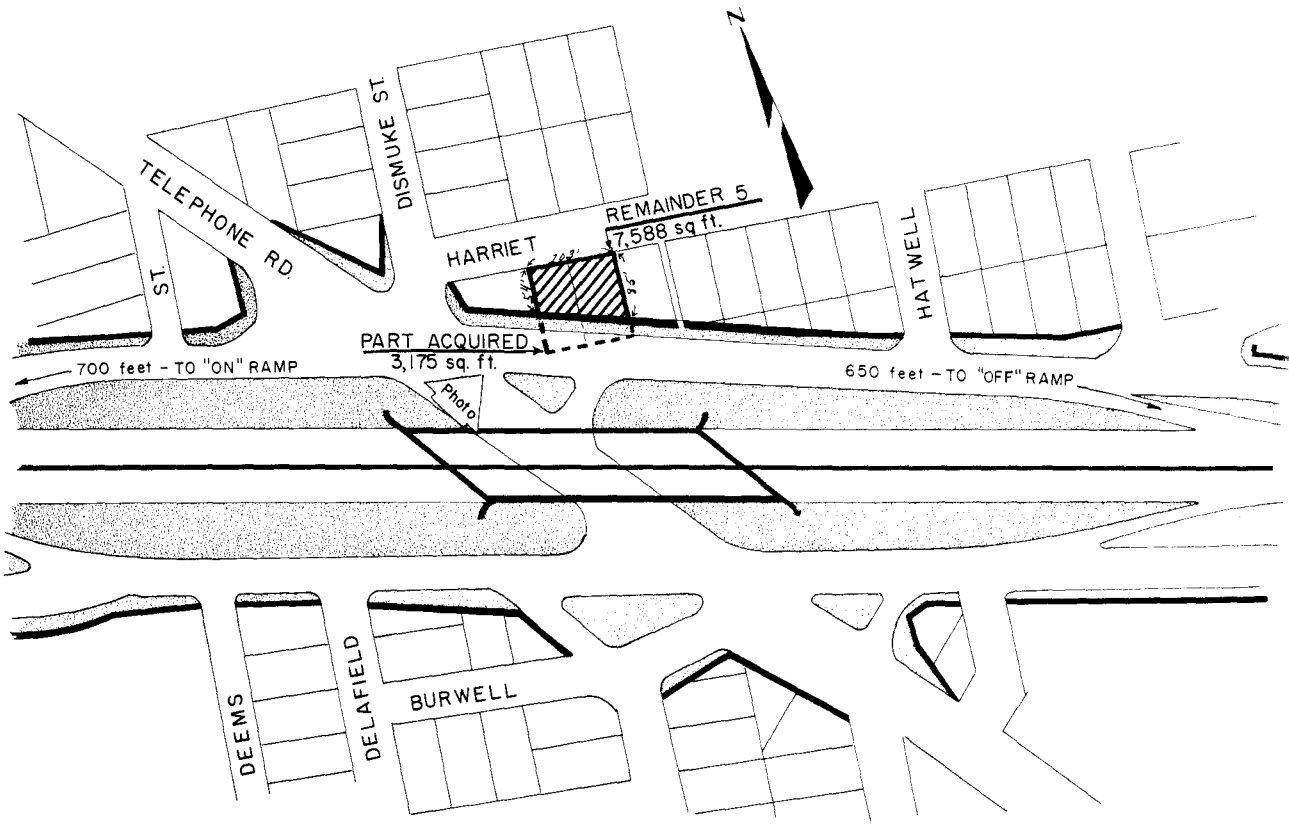 N
DISMUKE ST.
TELEPHONE RD.
ST.
HARRIET
REMAINDER 5
7,588 sq ft.
HATWELL
PART ACQUIRED
3,175 sq. ft.
700 feet - TO "ON" RAMP
650 feet - TO "OFF" RAMP
Photo
DEEMS
DELAFIELD
BURWELL